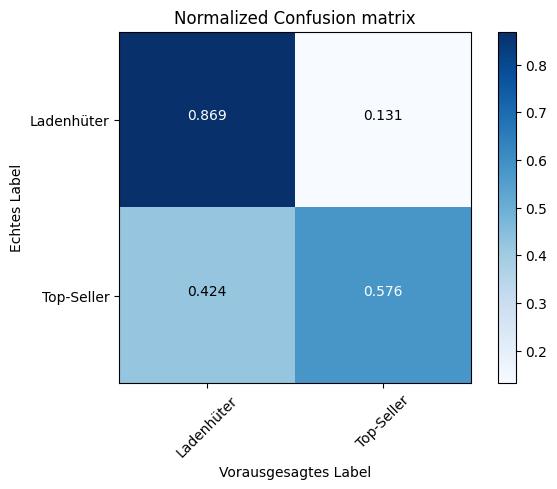 Normalized Confusion matrix
Echtes Label
Ladenhüter
Top-Seller
0.869
0.131
0.424
0.576
Ladenhüter
Top-Seller
Vorausgesagtes Label
0.8
0.7
0.6
0.5
0.4
0.3
0.2